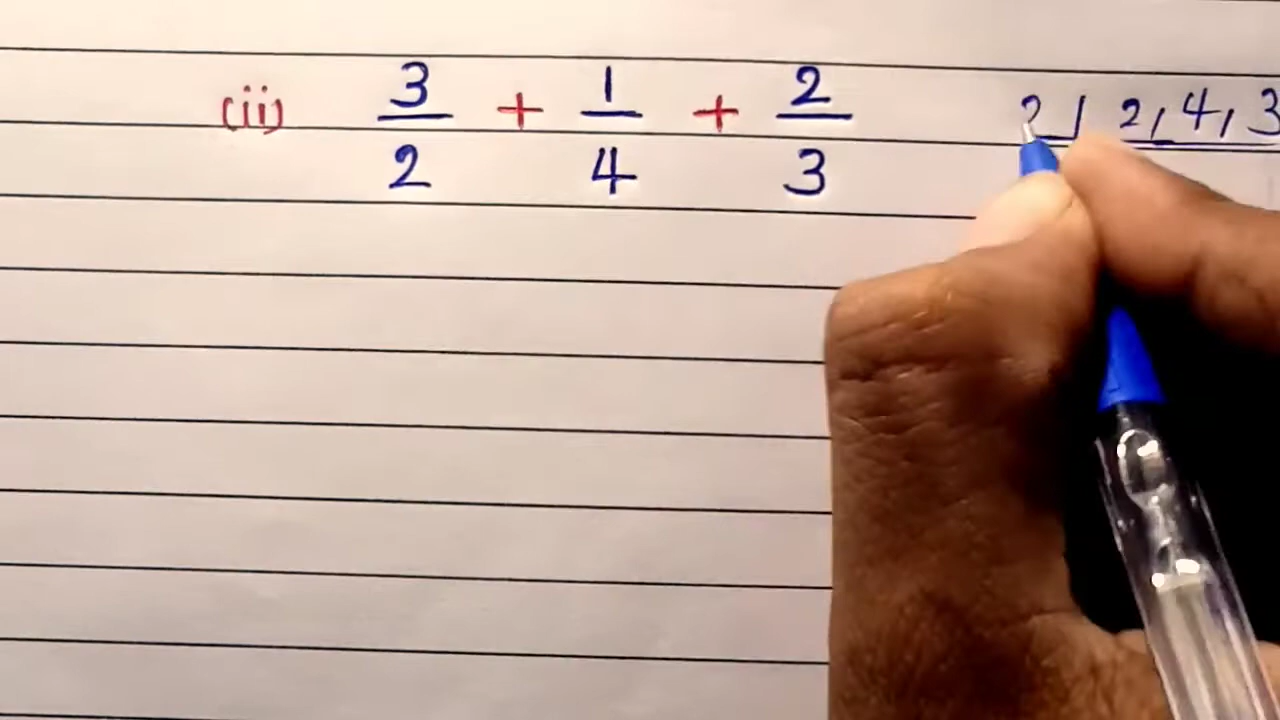 (ii) 3/2 + 1/4 + 2/3
2 | 2, 4, 3